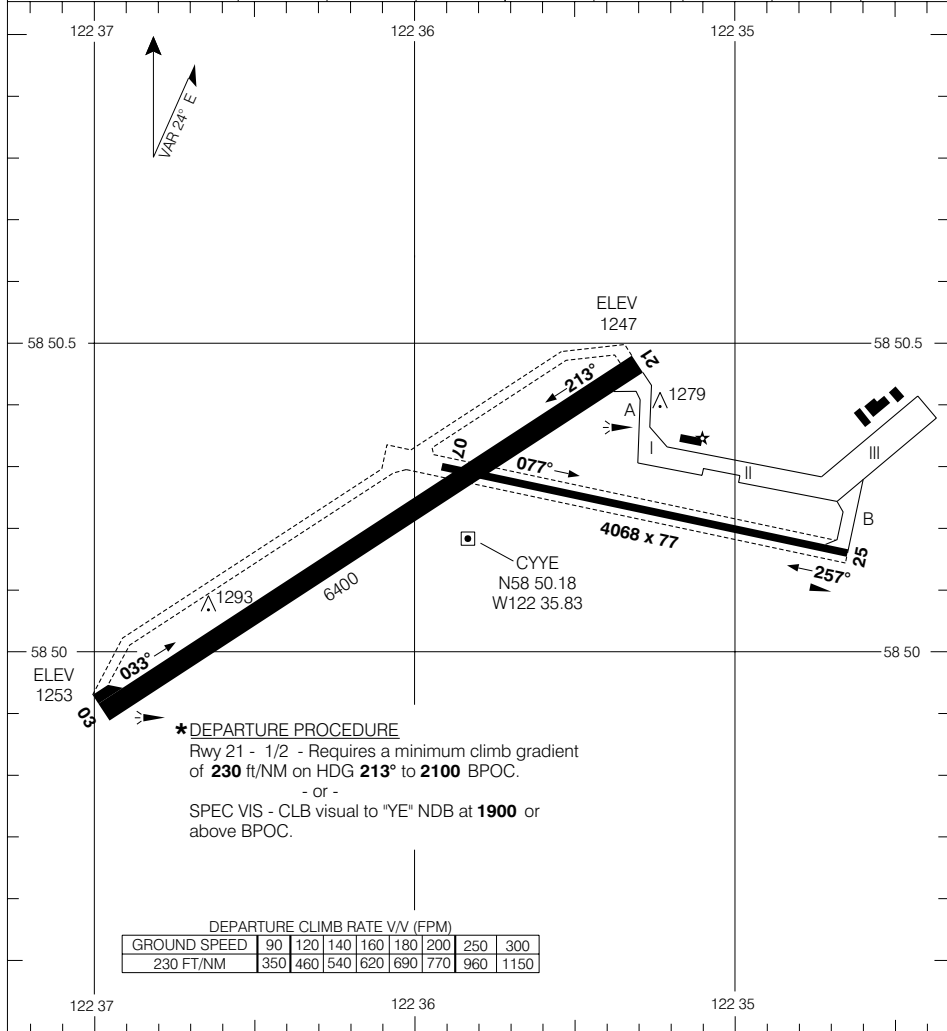 122 37 122 36 122 35
VAR 24° E
ELEV
1247
58 50.5 58 50.5
21
213°
1279
A
07
I
II
III
077°
B
4068 x 77
25
257°
CYYE
N58 50.18
W122 35.83
6400
1293
58 50 58 50
033°
ELEV
1253
03
*DEPARTURE PROCEDURE
Rwy 21 - 1/2 - Requires a minimum climb gradient
of 230 ft/NM on HDG 213° to 2100 BPOC.
- or -
SPEC VIS - CLB visual to "YE" NDB at 1900 or
above BPOC.
DEPARTURE CLIMB RATE V/V (FPM)
GROUND SPEED 90 120 140 160 180 200 250 300
230 FT/NM 350 460 540 620 690 770 960 1150
122 37 122 36 122 35